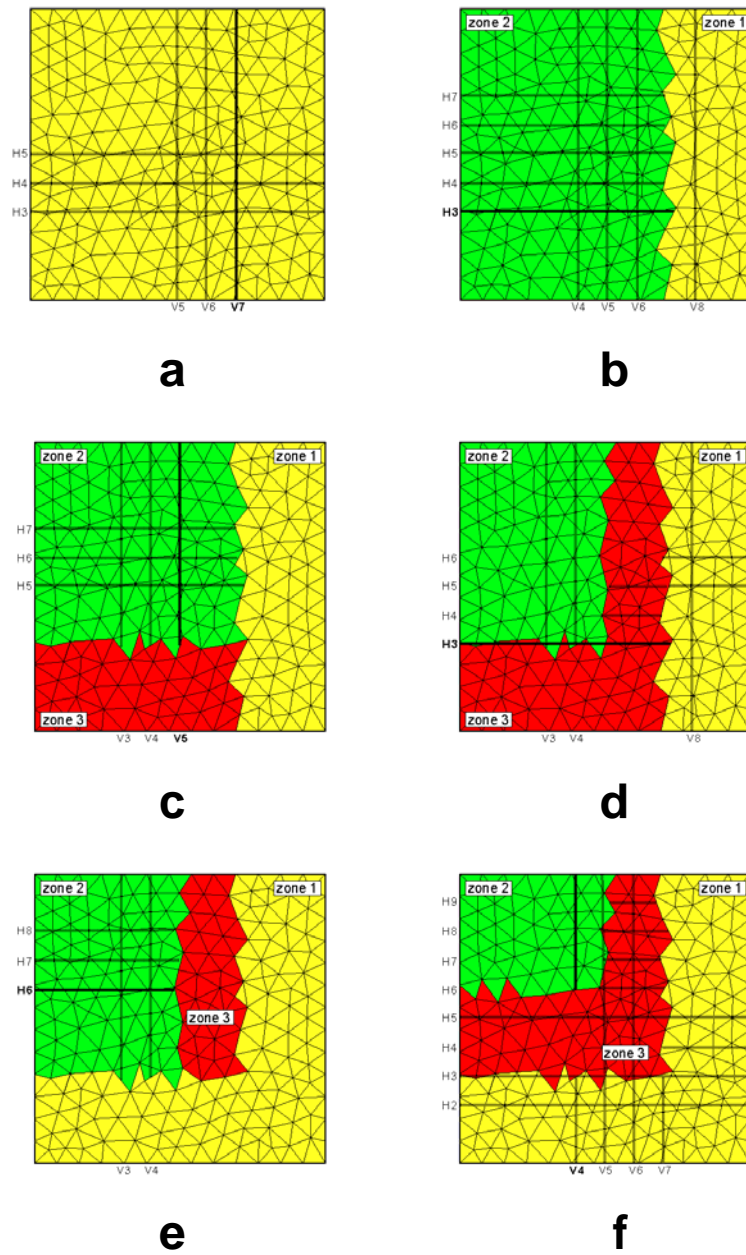 H5
H4
H3
V5 V6 V7
a
zone 2 zone 1
H7
H6
H5
H4
H3
V4 V5 V6 V8
b
zone 2 zone 1
H7
H6
H5
zone 3
V3 V4 V5
c
zone 2 zone 1
H6
H5
H4
H3
zone 3
V3 V4 V8
d
zone 2 zone 1
H8
H7
H6
zone 3
V3 V4
e
zone 2 zone 1
H9
H8
H7
H6
H5
H4
zone 3
H3
H2
V4 V5 V6 V7
f